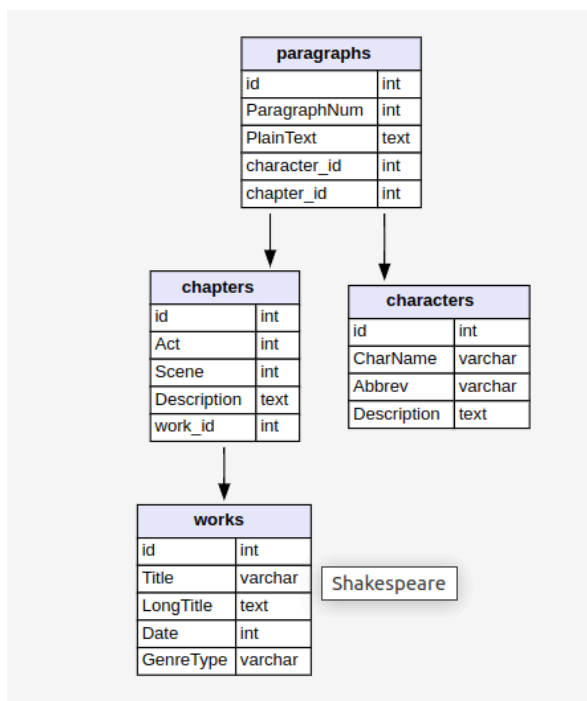 paragraphs
id int
ParagraphNum int
PlainText text
character_id int
chapter_id int
chapters
id int
Act int
Scene int
Description text
work_id int
characters
id int
CharName varchar
Abbrev varchar
Description text
works
id int
Title varchar
LongTitle text
Date int
GenreType varchar
Shakespeare